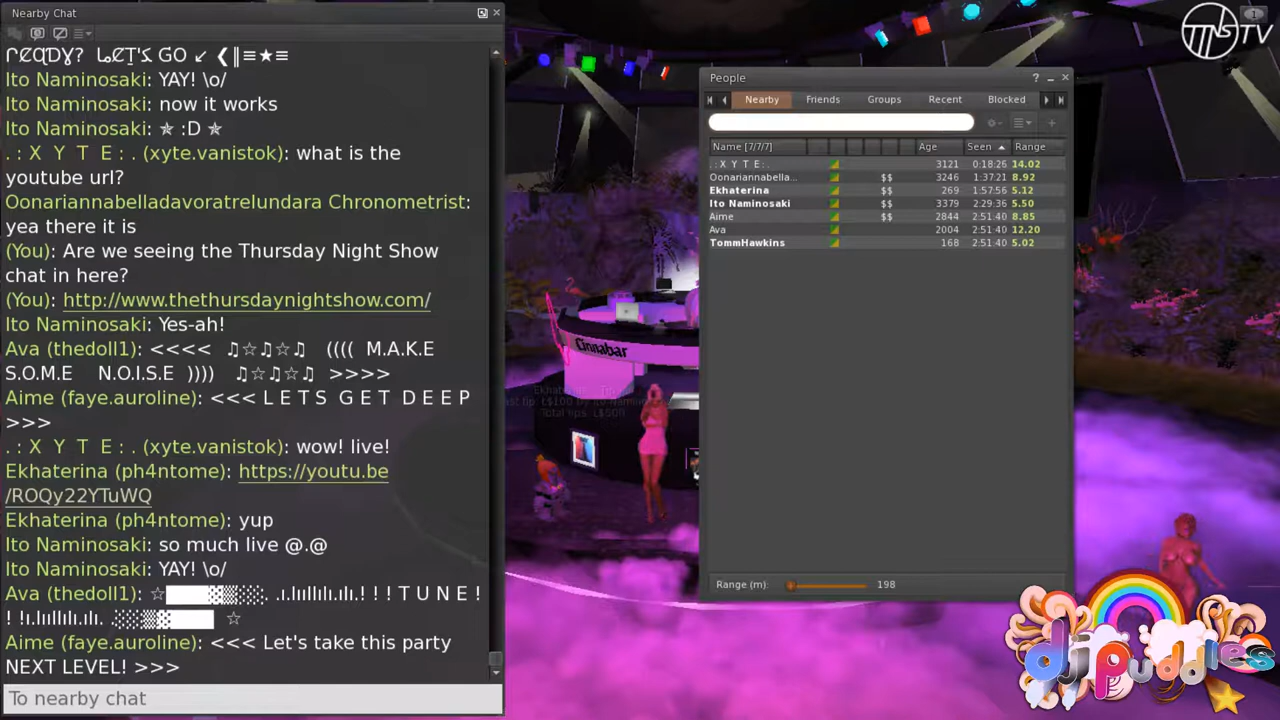 Nearby Chat
ՐȻƢƊƔ? ĿȻT'ട GO ↙ ❮║≡★≡
Ito Naminosaki: YAY! \o/
Ito Naminosaki: now it works
Ito Naminosaki: ✯ :D ✯
. : X Y T E : . (xyte.vanistok): what is the
youtube url?
Oonariannabelladavoratrelundara Chronometrist:
yea there it is
(You): Are we seeing the Thursday Night Show
chat in here?
(You): http://www.thethursdaynightshow.com/
Ito Naminosaki: Yes-ah!
Ava (thedoll1): <<<< ♫☆♫☆♫ (((( M.A.K.E
S.O.M.E N.O.I.S.E )))) ♫☆♫☆♫ >>>>
Aime (faye.auroline): <<< L E T S G E T D E E P
>>>
. : X Y T E : . (xyte.vanistok): wow! live!
Ekhaterina (ph4ntome): https://youtu.be
/ROQy22YTuWQ
Ekhaterina (ph4ntome): yup
Ito Naminosaki: so much live @.@
Ito Naminosaki: YAY! \o/
Ava (thedoll1): ☆████▓▒░░. .ı.lıllılı.ılı.! ! ! T U N E !
! !ı.lıllılı.ılı. .░░▒▓████ ☆
Aime (faye.auroline): <<< Let's take this party
NEXT LEVEL! >>>
To nearby chat
People
Nearby Friends Groups Recent Blocked
Name [7/7/7] Age Seen Range
. : X Y T E : . 3121 0:18:26 14.02
Oonariannabella... $$ 3246 1:37:21 8.92
Ekhaterina $$ 269 1:57:56 5.12
Ito Naminosaki $$ 3379 2:29:36 5.50
Aime $$ 2844 2:51:40 8.85
Ava 2004 2:51:40 12.20
TommHawkins 168 2:51:40 5.02
Range (m): 198
Cinnabar
TNS TV
1
dj Puddles